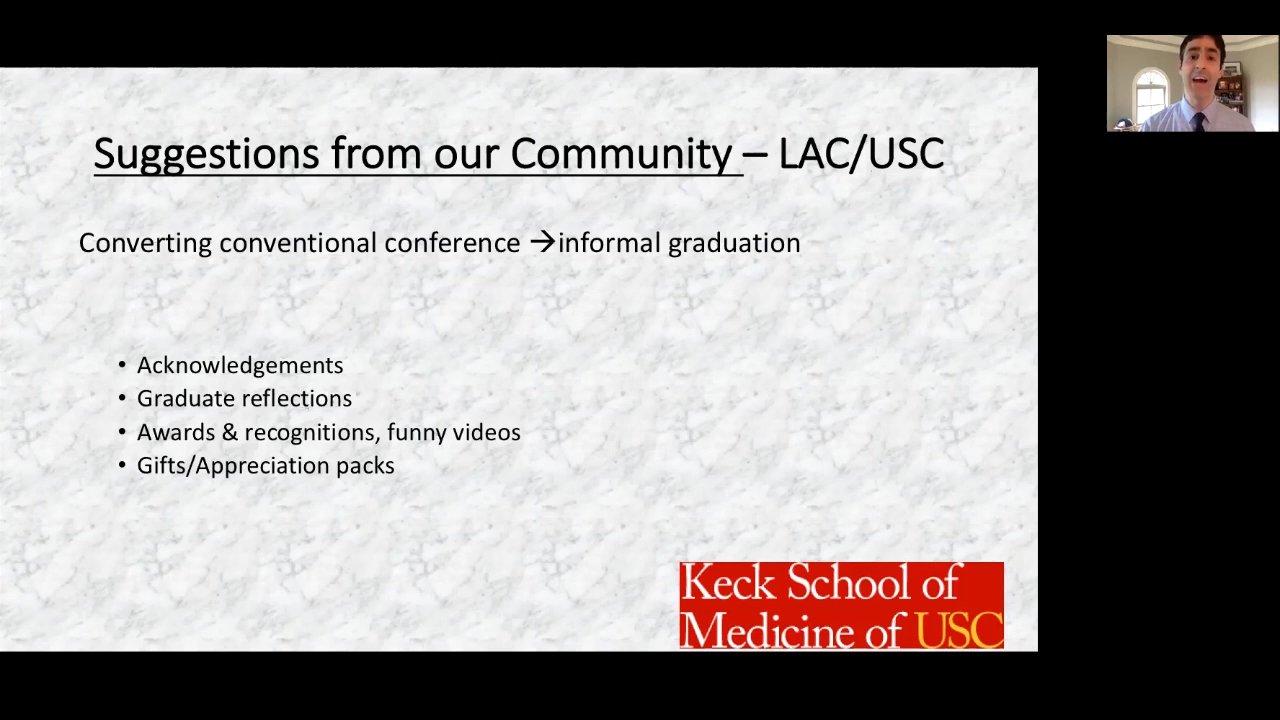 Suggestions from our Community – LAC/USC
Converting conventional conference →informal graduation
• Acknowledgements
• Graduate reflections
• Awards & recognitions, funny videos
• Gifts/Appreciation packs
Keck School of
Medicine of USC